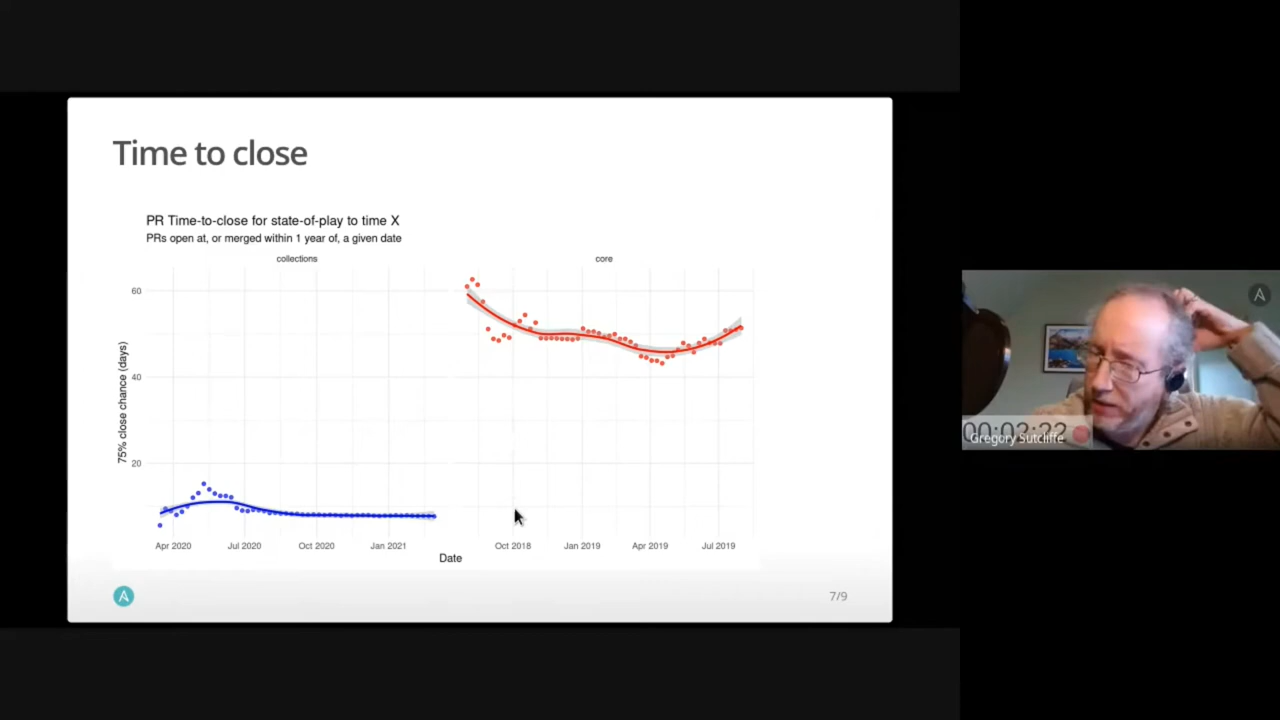 Time to close
PR Time-to-close for state-of-play to time X
PRs open at, or merged within 1 year of, a given date
collections
core
60
40
20
75% close chance (days)
Apr 2020
Jul 2020
Oct 2020
Jan 2021
Oct 2018
Jan 2019
Apr 2019
Jul 2019
Date
A
7/9
A
00:03:22
Gregory Sutcliffe